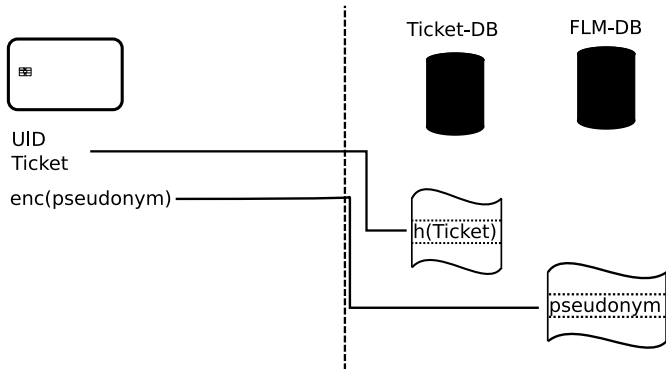 Ticket-DB
FLM-DB
UID
Ticket
enc(pseudonym)
h(Ticket)
pseudonym